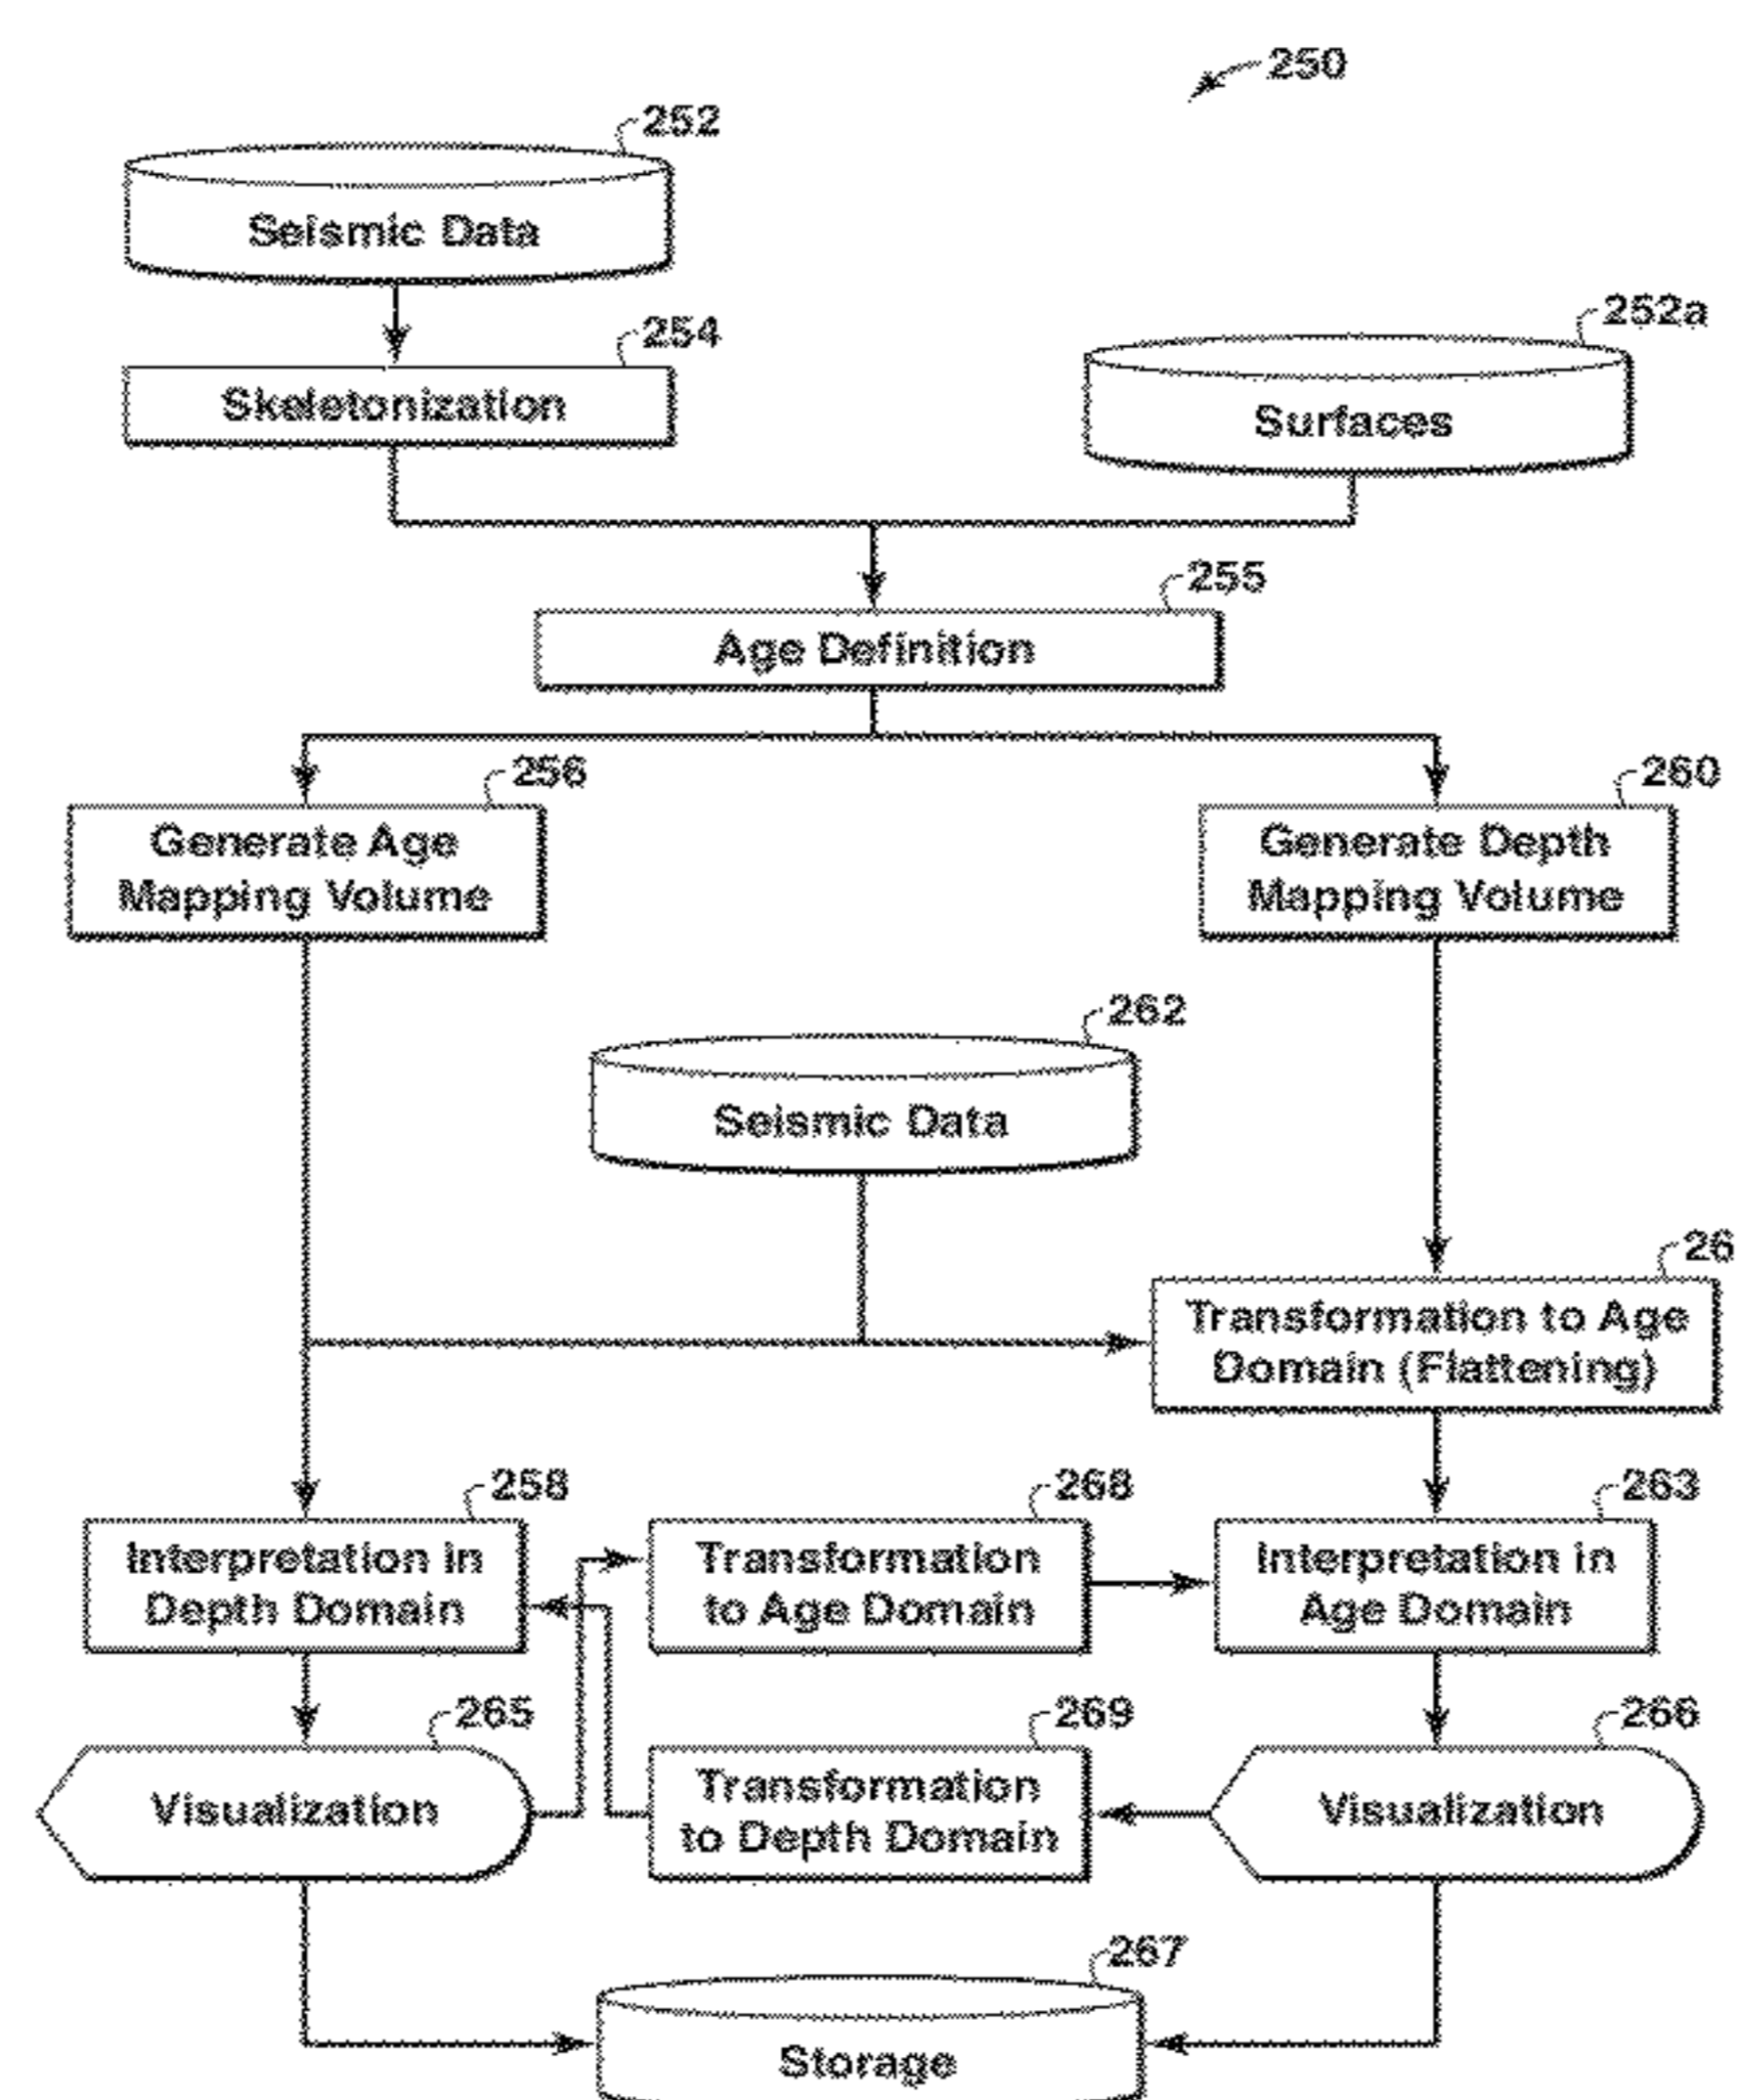 250
252
Seismic Data
254
Skeletonization
252a
Surfaces
255
Age Definition
256
Generate Age
Mapping Volume
260
Generate Depth
Mapping Volume
262
Seismic Data
26
Transformation to Age
Domain (Flattening)
258
Interpretation in
Depth Domain
268
Transformation
to Age Domain
263
Interpretation in
Age Domain
265
Visualization
269
Transformation
to Depth Domain
266
Visualization
267
Storage